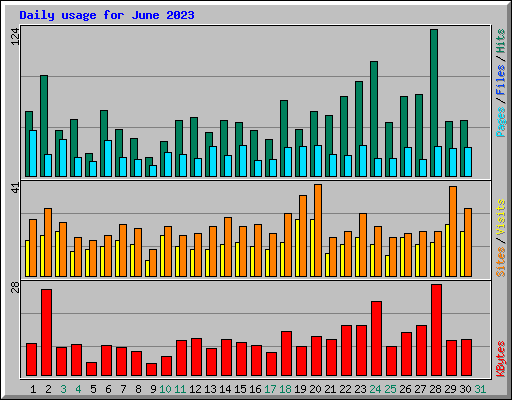 Daily usage for June 2023
124
Pages / Files / Hits
41
Sites / Visits
28
KBytes
1 2 3 4 5 6 7 8 9 10 11 12 13 14 15 16 17 18 19 20 21 22 23 24 25 26 27 28 29 30 31